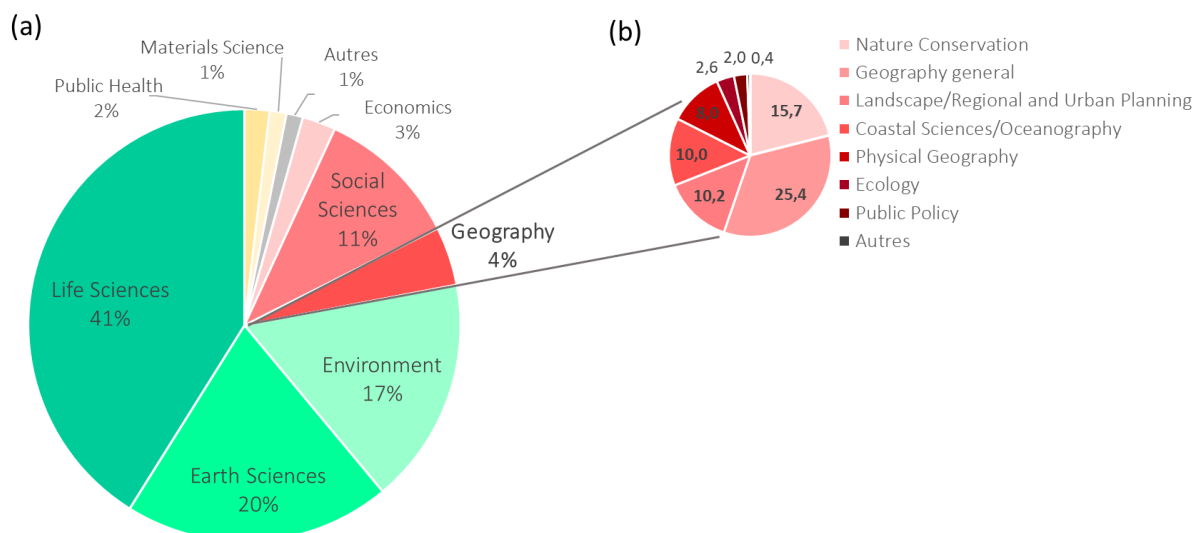 (a)
Materials Science
1%
Autres
1%
Public Health
2%
Economics
3%
Social
Sciences
11%
Geography
4%
Life Sciences
41%
Environment
17%
Earth Sciences
20%
(b)
2,6
2,0
0,4
8,0
15,7
10,0
10,2
25,4
Nature Conservation
Geography general
Landscape/Regional and Urban Planning
Coastal Sciences/Oceanography
Physical Geography
Ecology
Public Policy
Autres